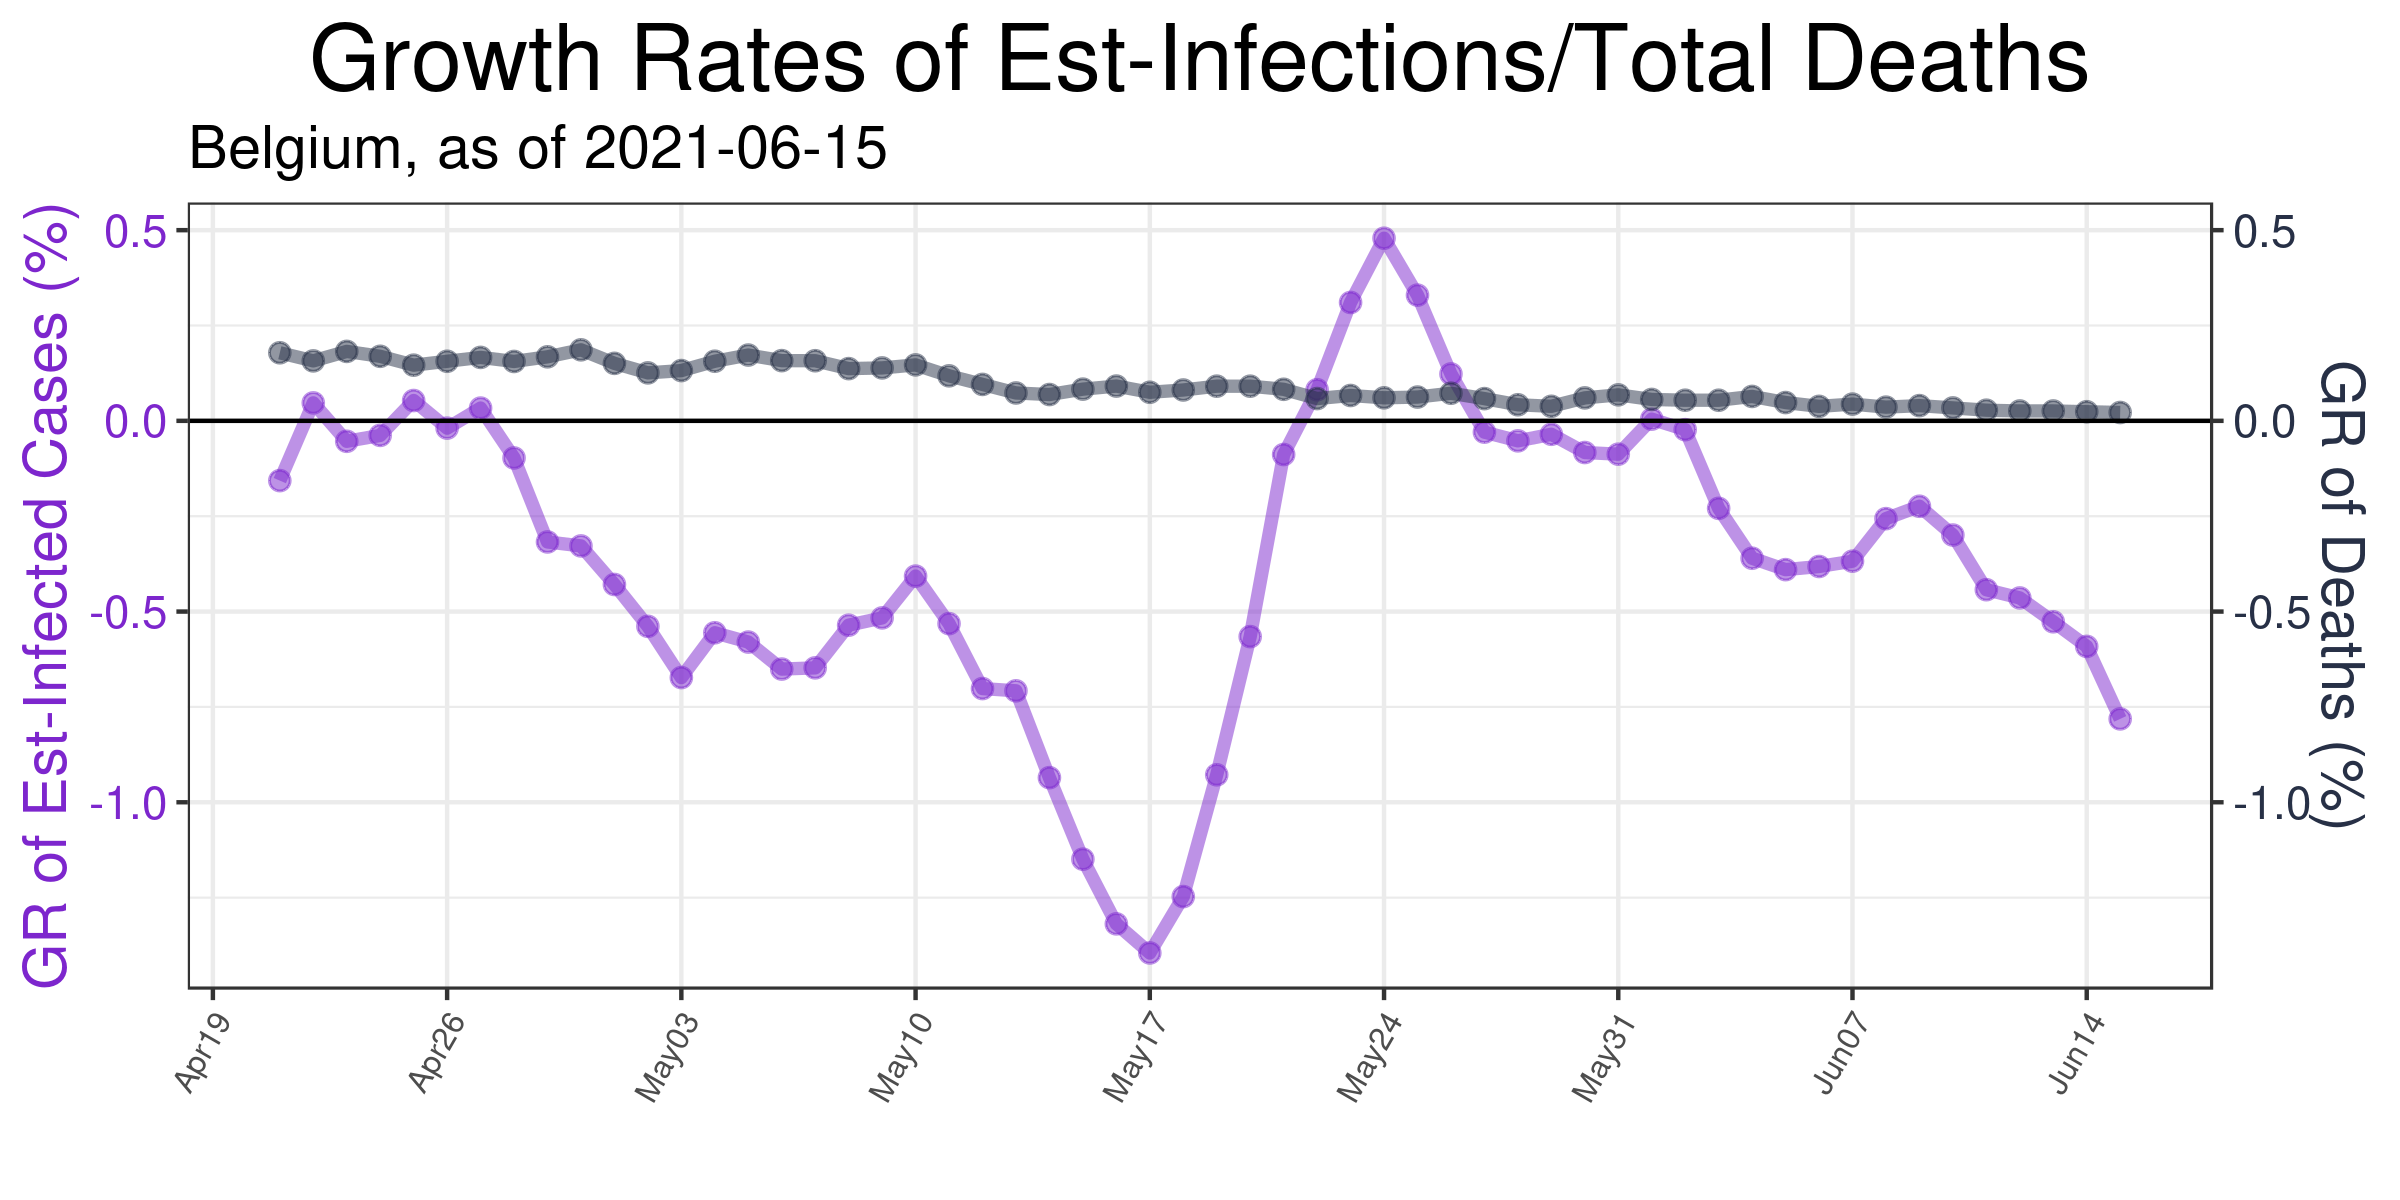 Growth Rates of Est-Infections/Total Deaths
Belgium, as of 2021-06-15
GR of Est-Infected Cases (%)
0.5
0.0
-0.5
-1.0
0.5
0.0
-0.5
-1.0
GR of Deaths (%)
Apr19
Apr26
May03
May10
May17
May24
May31
Jun07
Jun14